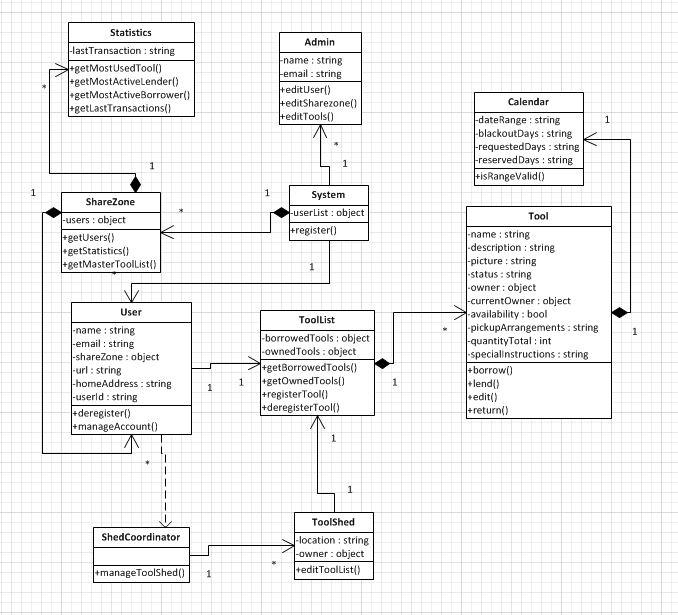 Statistics
-lastTransaction : string
+getMostUsedTool()
+getMostActiveLender()
+getMostActiveBorrower()
+getLastTransactions()
*
1
Admin
-name : string
-email : string
+editUser()
+editSharezone()
+editTools()
*
1
Calendar
-dateRange : string
-blackoutDays : string
-requestedDays : string
-reservedDays : string
+isRangeValid()
1
1
ShareZone
-users : object
+getUsers()
+getStatistics()
+getMasterToolList()
*
*
1
System
-userList : object
+register()
1
Tool
-name : string
-description : string
-picture : string
-status : string
-owner : object
-currentOwner : object
-availability : bool
-pickupArrangements : string
-quantityTotal : int
-specialInstructions : string
+borrow()
+lend()
+edit()
+return()
*
1
User
-name : string
-email : string
-shareZone : object
-url : string
-homeAddress : string
-userId : string
+deregister()
+manageAccount()
*
1
1
ToolList
-borrowedTools : object
-ownedTools : object
+getBorrowedTools()
+getOwnedTools()
+registerTool()
+deregisterTool()
1
1
1
ShedCoordinator
+manageToolShed()
1
*
ToolShed
-location : string
-owner : object
+editToolList()